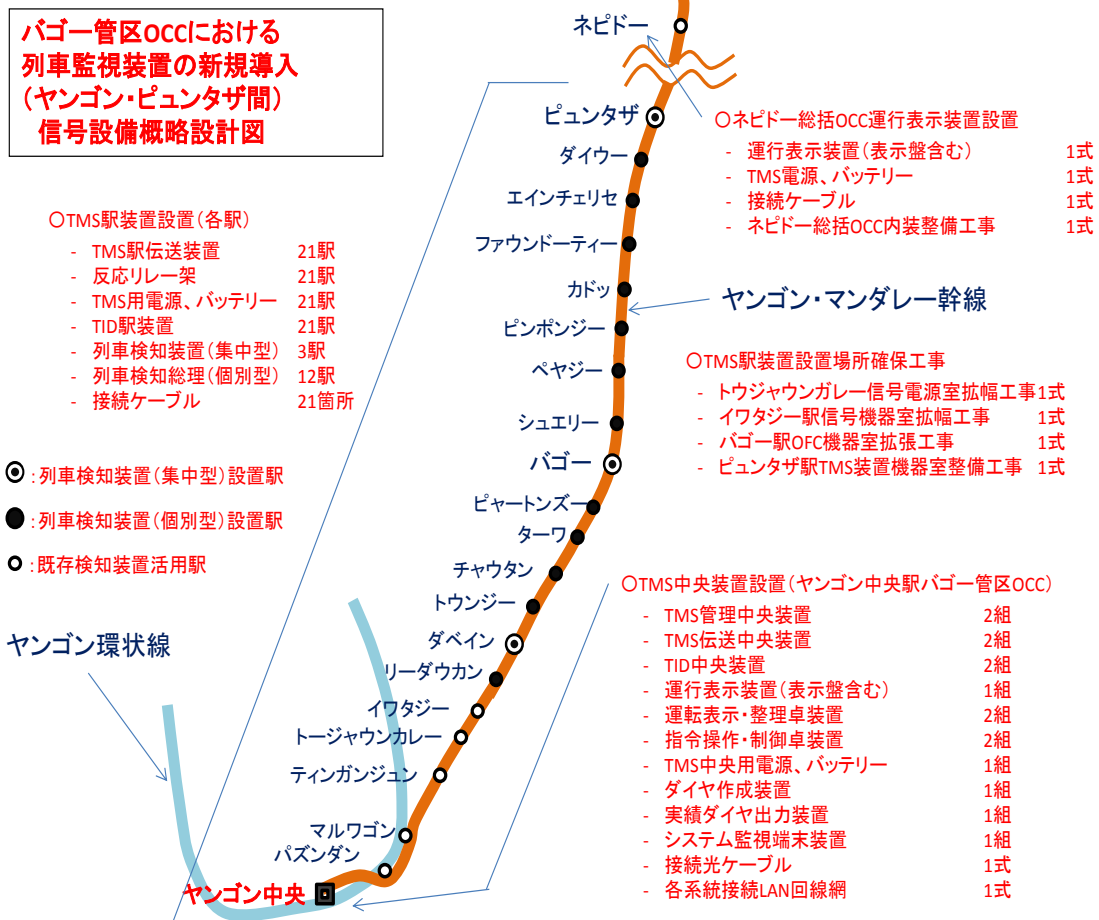 バゴー管区OCCにおける
列車監視装置の新規導入
(ヤンゴン・ピュンタザ間)
信号設備概略設計図
ネピドー
ピュンタザ
ダイウー
エインチェリセ
ファウンドーティー
カドッ
ピンポンジー
ペヤジー
シュエリー
バゴー
ピャートンズー
ターワ
チャウタン
トウンジー
ダベイン
リーダウカン
イワタジー
トージャウンカレー
ティンガンジュン
マルワゴン
パズンダン
ヤンゴン中央
○TMS駅装置設置(各駅)
- TMS駅伝送装置 21駅
- 反応リレー架 21駅
- TMS用電源、バッテリー 21駅
- TID駅装置 21駅
- 列車検知装置(集中型) 3駅
- 列車検知総理(個別型) 12駅
- 接続ケーブル 21箇所
:列車検知装置(集中型)設置駅
:列車検知装置(個別型)設置駅
:既存検知装置活用駅
ヤンゴン環状線
○ネピドー総括OCC運行表示装置設置
- 運行表示装置(表示盤含む) 1式
- TMS電源、バッテリー 1式
- 接続ケーブル 1式
- ネピドー総括OCC内装整備工事 1式
ヤンゴン・マンダレー幹線
○TMS駅装置設置場所確保工事
- トウジャウンガレー信号電源室拡幅工事1式
- イワタジー駅信号機器室拡幅工事 1式
- バゴー駅OFC機器室拡張工事 1式
- ピュンタザ駅TMS装置機器室整備工事 1式
○TMS中央装置設置(ヤンゴン中央駅バゴー管区OCC)
- TMS管理中央装置 2組
- TMS伝送中央装置 2組
- TID中央装置 2組
- 運行表示装置(表示盤含む) 1組
- 運転表示・整理卓装置 2組
- 指令操作・制御卓装置 2組
- TMS中央用電源、バッテリー 1組
- ダイヤ作成装置 1組
- 実績ダイヤ出力装置 1組
- システム監視端末装置 1組
- 接続光ケーブル 1式
- 各系統接続LAN回線網 1式